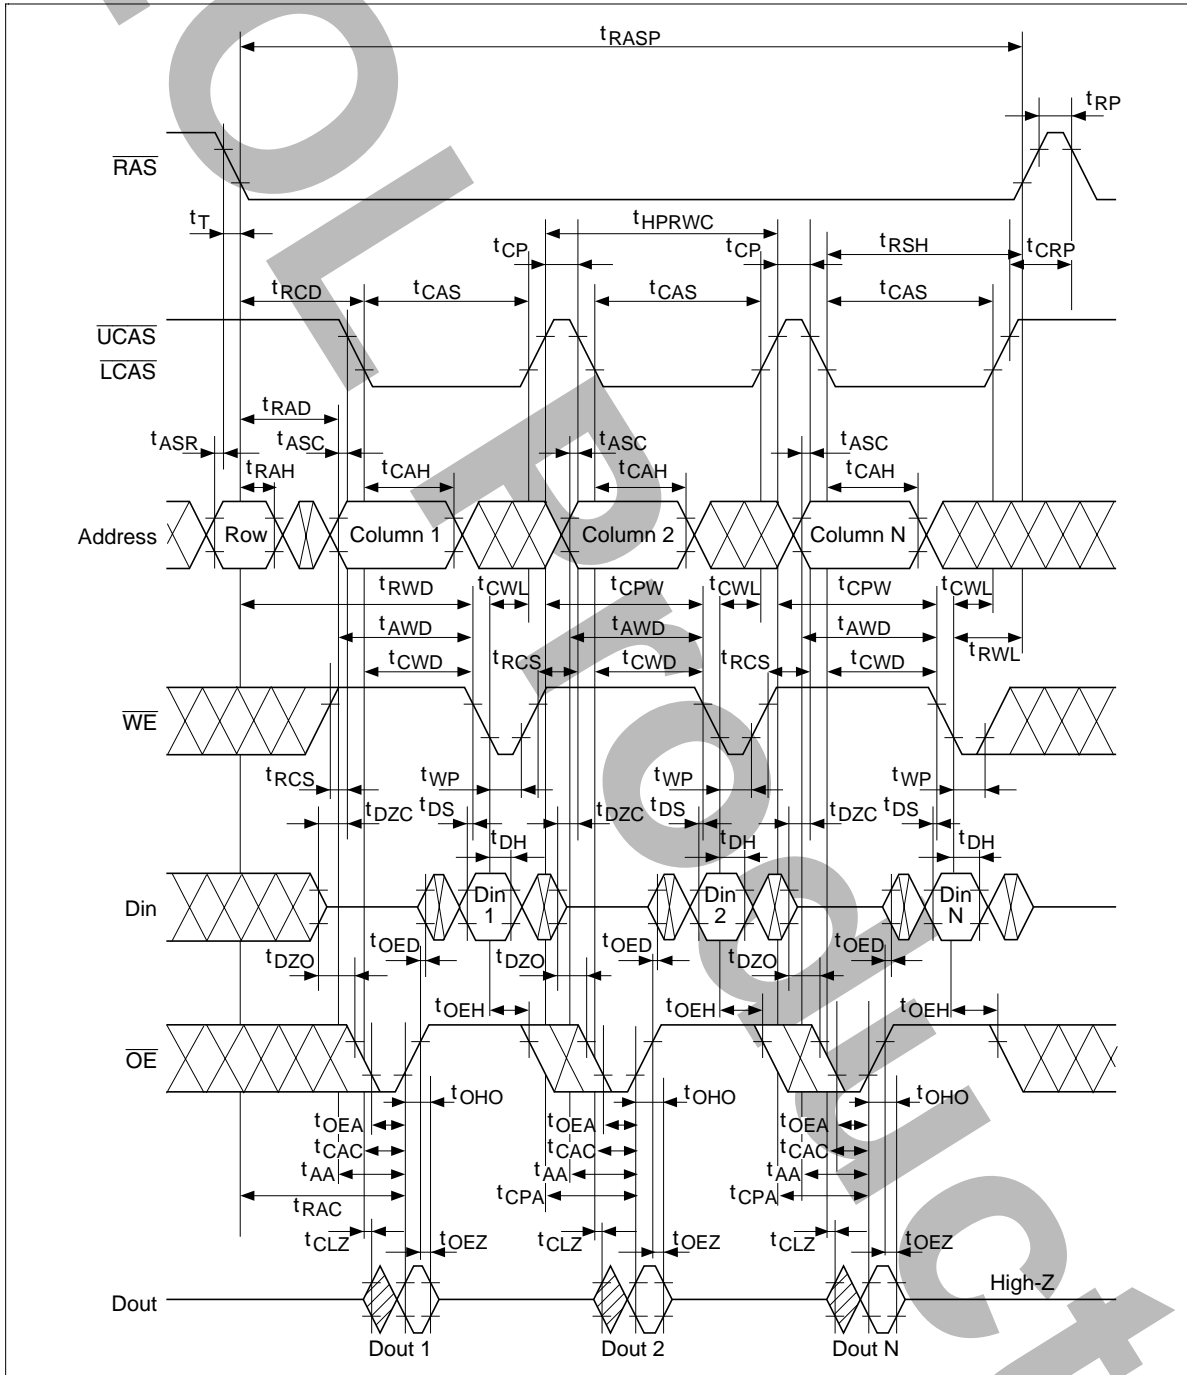 tRASP
tRP
RAS
tT
tHPRWC
tCP
tCP
tRSH
tCRP
tRCD
tCAS
tCAS
tCAS
UCAS
LCAS
tRAD
tASR
tASC
tASC
tASC
tRAH
tCAH
tCAH
tCAH
Address
Row
Column 1
Column 2
Column N
tRWD
tCWL
tCPW
tCWL
tCPW
tCWL
tAWD
tAWD
tAWD
tRCS
tRCS
tRWL
tCWD
tCWD
tCWD
WE
tRCS
tWP
tWP
tWP
tDZC
tDS
tDZC
tDS
tDZC
tDS
tDH
tDH
tDH
Din
Din 1
Din 2
Din N
tOED
tOED
tOED
tDZO
tDZO
tDZO
tOEH
tOEH
tOEH
OE
tOHO
tOHO
tOHO
tOEA
tOEA
tOEA
tCAC
tCAC
tCAC
tAA
tAA
tAA
tRAC
tCPA
tCPA
tCLZ
tOEZ
tCLZ
tOEZ
tCLZ
tOEZ
High-Z
Dout
Dout 1
Dout 2
Dout N
OL Product